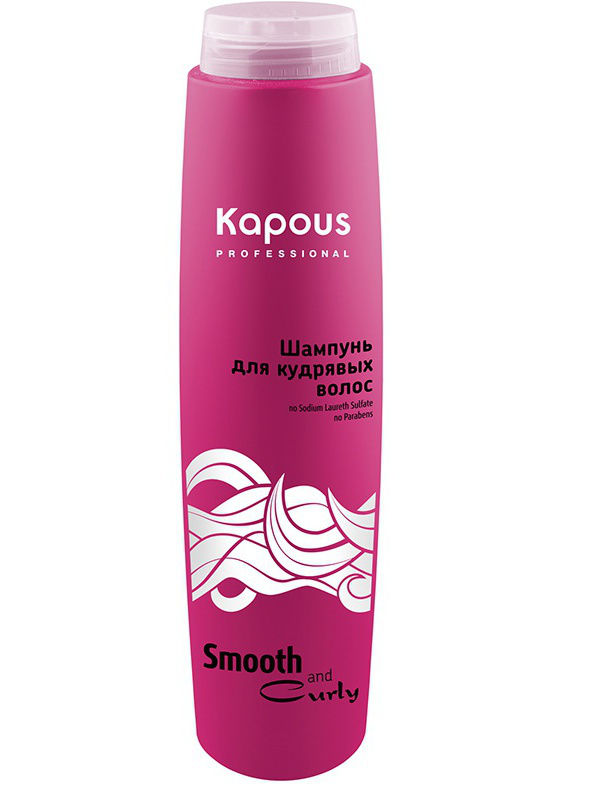 Kapous
PROFESSIONAL
Шампунь
для кудрявых
волос
no Sodium Laureth Sulfate
no Parabens
Smooth
and
Curly